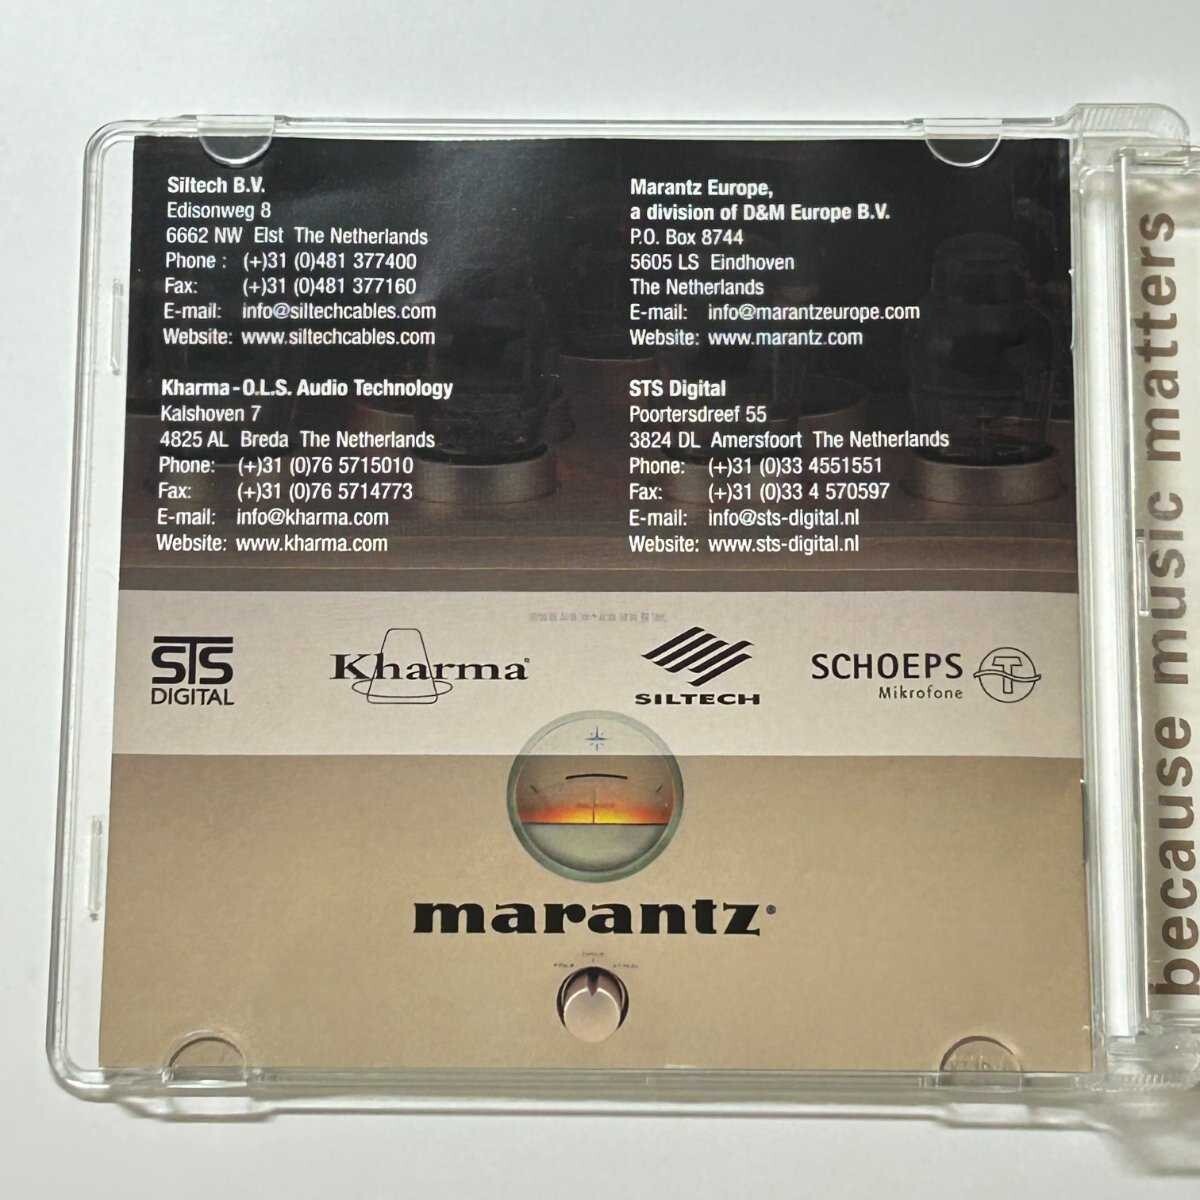 Siltech B.V.
Edisonweg 8
6662 NW Elst The Netherlands
Phone : (+)31 (0)481 377400
Fax: (+)31 (0)481 377160
E-mail: info@siltechcables.com
Website: www.siltechcables.com
Marantz Europe,
a division of D&M Europe B.V.
P.O. Box 8744
5605 LS Eindhoven
The Netherlands
E-mail: info@marantzeurope.com
Website: www.marantz.com
Kharma-O.L.S. Audio Technology
Kalshoven 7
4825 AL Breda The Netherlands
Phone: (+)31 (0)76 5715010
Fax: (+)31 (0)76 5714773
E-mail: info@kharma.com
Website: www.kharma.com
STS Digital
Poortersdreef 55
3824 DL Amersfoort The Netherlands
Phone: (+)31 (0)33 4551551
Fax: (+)31 (0)33 4 570597
E-mail: info@sts-digital.nl
Website: www.sts-digital.nl
STS
DIGITAL
Kharma®
SILTECH
SCHOEPS
Mikrofone
marantz®
because music matters